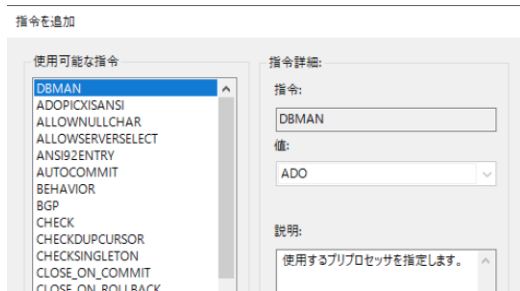 指令を追加
使用可能な指令
DBMAN
ADOPICXISANSI
ALLOWNULLCHAR
ALLOWSERVERSELECT
ANSI92ENTRY
AUTOCOMMIT
BEHAVIOR
BGP
CHECK
CHECKDUPCURSOR
CHECKSINGLETON
CLOSE_ON_COMMIT
CLOSE_ON_ROLLBACK
指令詳細:
指令:
DBMAN
値:
ADO
説明:
使用するプリプロセッサを指定します。